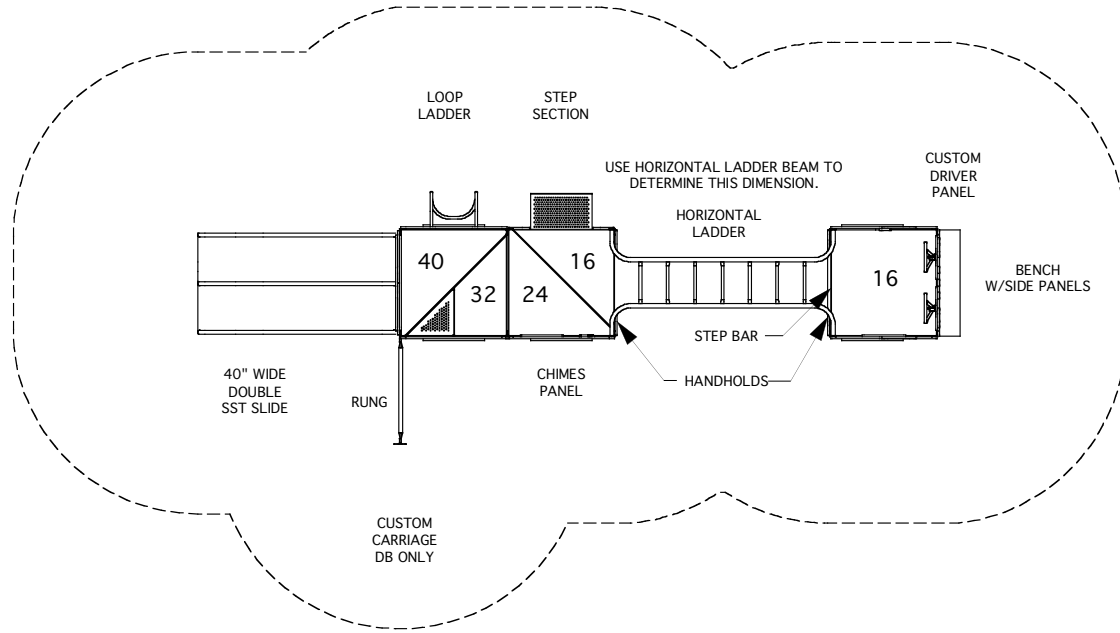 LOOP
LADDER
STEP
SECTION
USE HORIZONTAL LADDER BEAM TO
DETERMINE THIS DIMENSION.
HORIZONTAL
LADDER
CUSTOM
DRIVER
PANEL
40
32
24
16
16
BENCH
W/SIDE PANELS
STEP BAR
HANDHOLDS
40" WIDE
DOUBLE
SST SLIDE
RUNG
CHIMES
PANEL
CUSTOM
CARRIAGE
DB ONLY